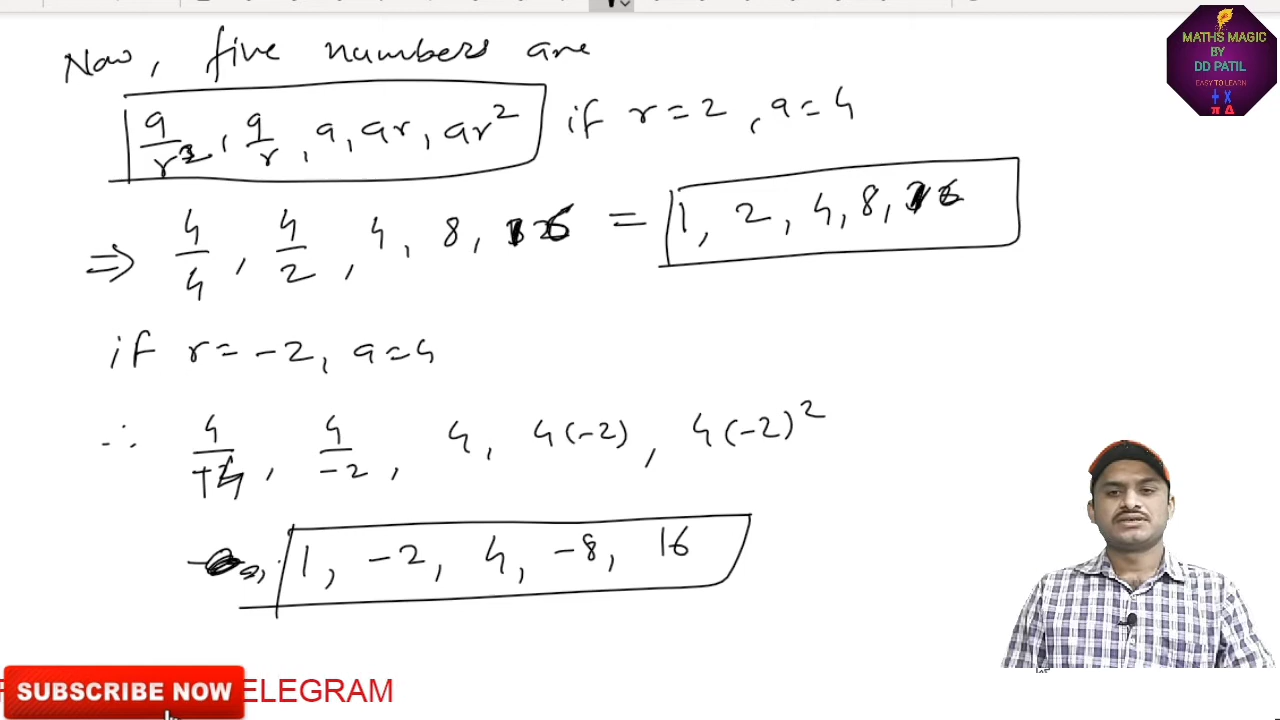 Now, five numbers are
a/r², a/r, a, ar, ar² if r = 2, a = 4
⇒ 4/4, 4/2, 4, 8, 16 = 1, 2, 4, 8, 16
if r = -2, a = 4
∴ 4/+4, 4/-2, 4, 4(-2), 4(-2)²
1, -2, 4, -8, 16
MATHS MAGIC
BY
DD PATIL
EASY TO LEARN
+ X
π Δ
SUBSCRIBE NOW
ELEGRAM